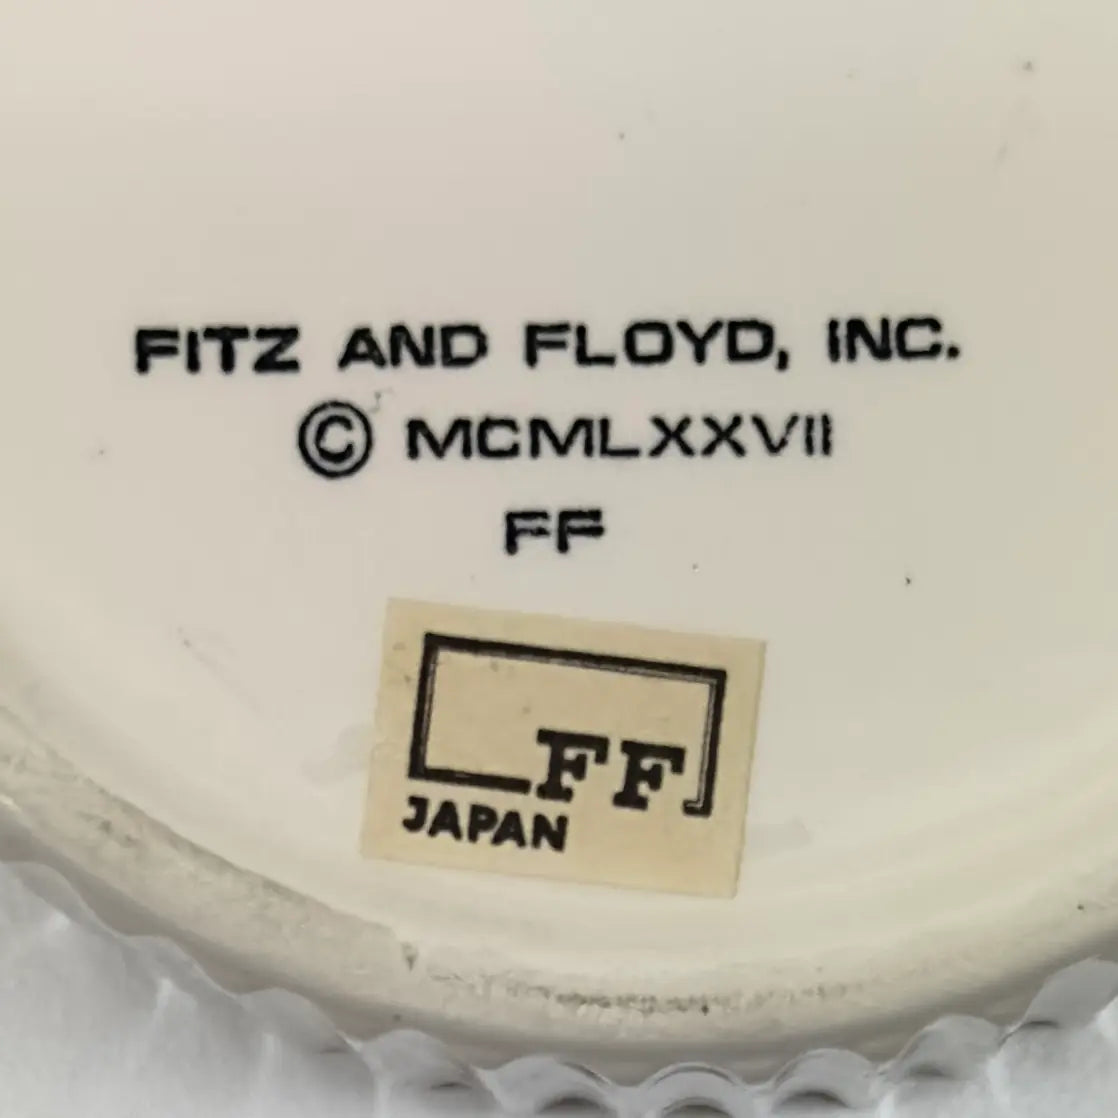 FITZ AND FLOYD, INC.
© MCMLXXVII
FF
FF
JAPAN